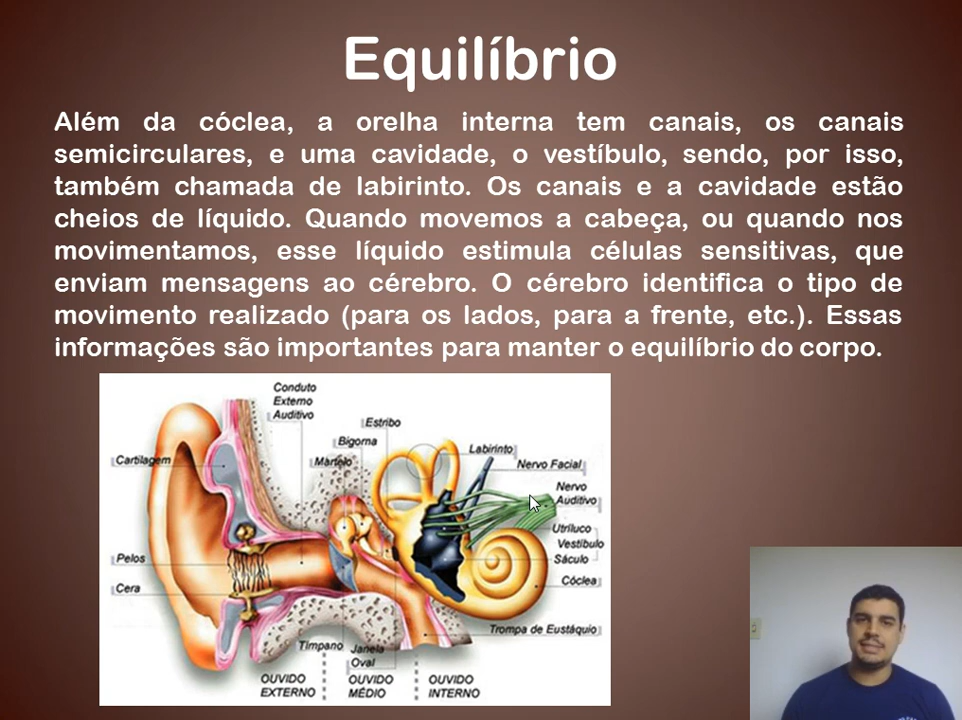 Equilíbrio
Além da cóclea, a orelha interna tem canais, os canais
semicirculares, e uma cavidade, o vestíbulo, sendo, por isso,
também chamada de labirinto. Os canais e a cavidade estão
cheios de líquido. Quando movemos a cabeça, ou quando nos
movimentamos, esse líquido estimula células sensitivas, que
enviam mensagens ao cérebro. O cérebro identifica o tipo de
movimento realizado (para os lados, para a frente, etc.). Essas
informações são importantes para manter o equilíbrio do corpo.
Conduto
Externo
Auditivo
Estribo
Bigorna
Martelo
Cartilagem
Labirinto
Nervo Facial
Nervo
Auditivo
Utrículo
Vestíbulo
Sáculo
Pelos
Cóclea
Cera
Trompa de Eustáquio
Tímpano
Janela
Oval
OUVIDO
EXTERNO
OUVIDO
MÉDIO
OUVIDO
INTERNO